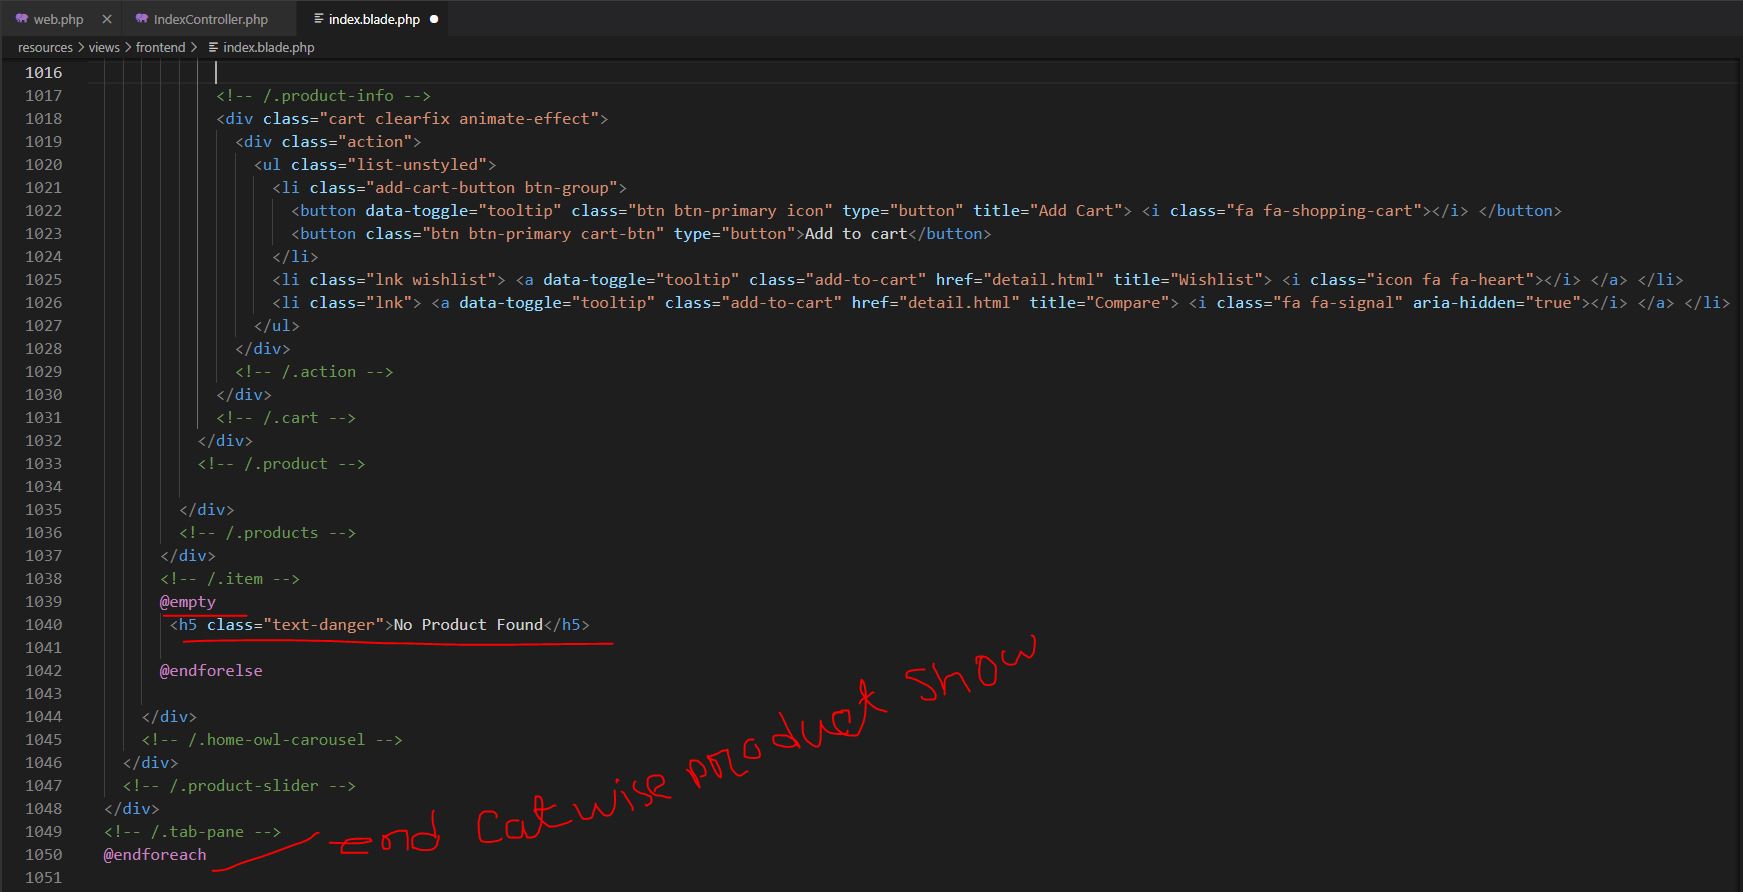 web.php × IndexController.php index.blade.php ●
resources > views > frontend > index.blade.php
1016
1017 <!-- /.product-info -->
1018 <div class="cart clearfix animate-effect">
1019 <div class="action">
1020 <ul class="list-unstyled">
1021 <li class="add-cart-button btn-group">
1022 <button data-toggle="tooltip" class="btn btn-primary icon" type="button" title="Add Cart"> <i class="fa fa-shopping-cart"></i> </button>
1023 <button class="btn btn-primary cart-btn" type="button">Add to cart</button>
1024 </li>
1025 <li class="lnk wishlist"> <a data-toggle="tooltip" class="add-to-cart" href="detail.html" title="Wishlist"> <i class="icon fa fa-heart"></i> </a> </li>
1026 <li class="lnk"> <a data-toggle="tooltip" class="add-to-cart" href="detail.html" title="Compare"> <i class="fa fa-signal" aria-hidden="true"></i> </a> </li>
1027 </ul>
1028 </div>
1029 <!-- /.action -->
1030 </div>
1031 <!-- /.cart -->
1032 </div>
1033 <!-- /.product -->
1034
1035 </div>
1036 <!-- /.products -->
1037 </div>
1038 <!-- /.item -->
1039 @empty
1040 <h5 class="text-danger">No Product Found</h5>
1041
1042 @endforelse
1043
1044 </div>
1045 <!-- /.home-owl-carousel -->
1046 </div>
1047 <!-- /.product-slider -->
1048 </div>
1049 <!-- /.tab-pane -->
1050 @endforeach
1051
end Catwise product show